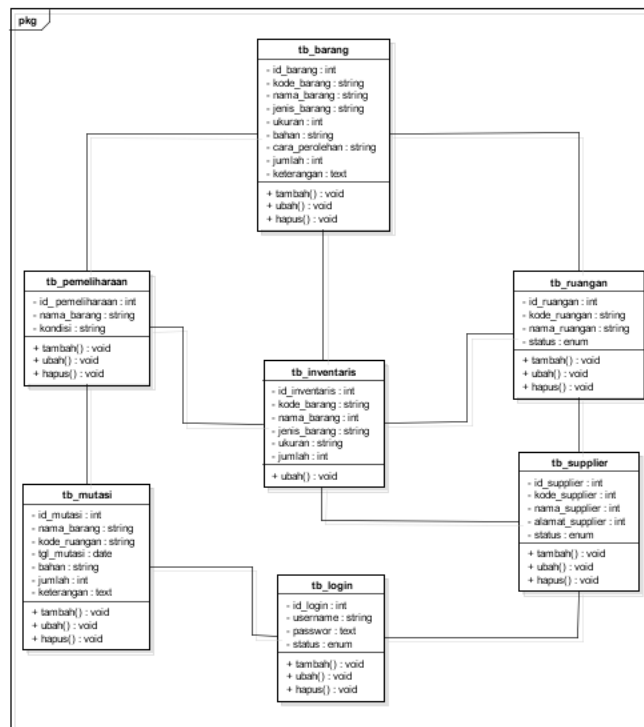 pkg
tb_barang
- id_barang : int
- kode_barang : string
- nama_barang : string
- jenis_barang : string
- ukuran : int
- bahan : string
- cara_perolehan : string
- jumlah : int
- keterangan : text
+ tambah() : void
+ ubah() : void
+ hapus() : void
tb_pemeliharaan
- id_ pemeliharaan : int
- nama_barang : string
- kondisi : string
+ tambah() : void
+ ubah() : void
+ hapus() : void
tb_ruangan
- id_ruangan : int
- kode_ruangan : string
- nama_ruangan : string
- status : enum
+ tambah() : void
+ ubah() : void
+ hapus() : void
tb_inventaris
- id_inventaris : int
- kode_barang : string
- nama_barang : int
- jenis_barang : string
- ukuran : string
- jumlah : int
+ ubah() : void
tb_supplier
- id_supplier : int
- kode_supplier : int
- nama_supplier : int
- alamat_supplier : int
- status : enum
+ tambah() : void
+ ubah() : void
+ hapus() : void
tb_mutasi
- id_mutasi : int
- nama_barang : string
- kode_ruangan : string
- tgl_mutasi : date
- bahan : string
- jumlah : int
- keterangan : text
+ tambah() : void
+ ubah() : void
+ hapus() : void
tb_login
- id_login : int
- username : string
- passwor : text
- status : enum
+ tambah() : void
+ ubah() : void
+ hapus() : void